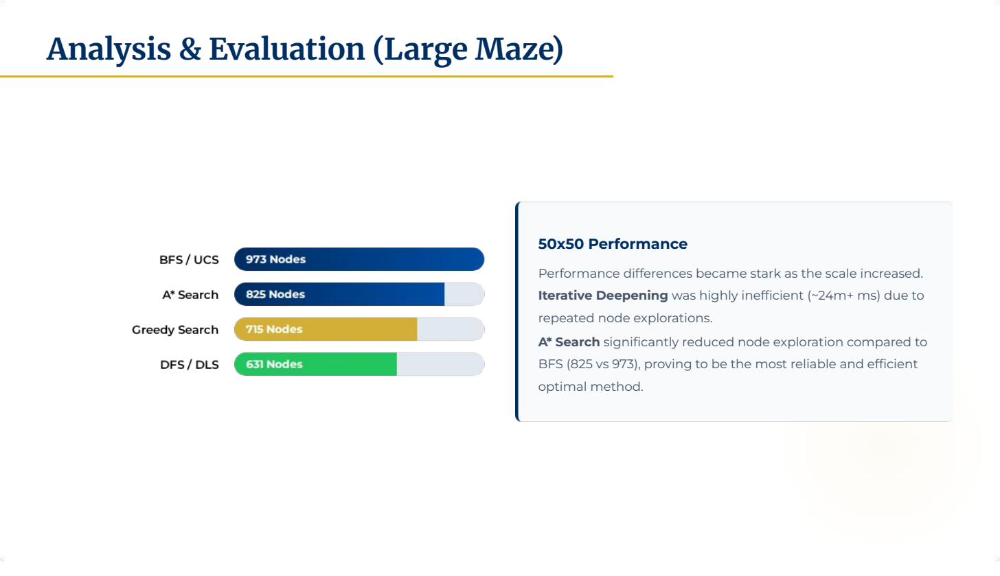 Analysis & Evaluation (Large Maze)
BFS / UCS
973 Nodes
A* Search
825 Nodes
Greedy Search
715 Nodes
DFS / DLS
631 Nodes
50x50 Performance
Performance differences became stark as the scale increased.
Iterative Deepening was highly inefficient (~24m+ ms) due to
repeated node explorations.
A* Search significantly reduced node exploration compared to
BFS (825 vs 973), proving to be the most reliable and efficient
optimal method.